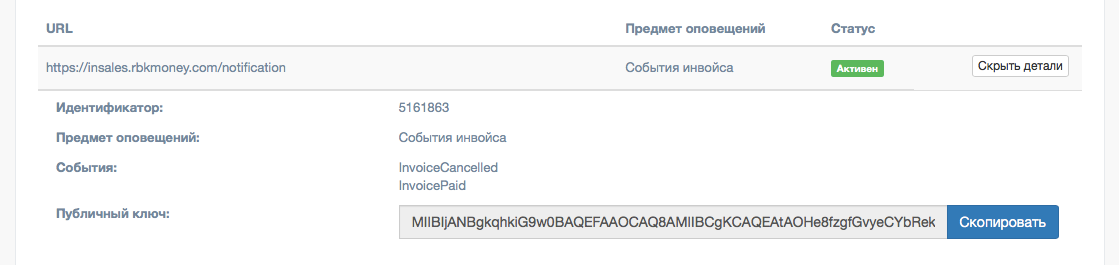 URL Предмет оповещений Статус
https://insales.rbkmoney.com/notification События инвойса Активен Скрыть детали
Идентификатор: 5161863
Предмет оповещений: События инвойса
События: InvoiceCancelled
InvoicePaid
Публичный ключ: MIIBIjANBgkqhkiG9w0BAQEFAAOCAQ8AMIIBCgKCAQEAtAOHe8fzgfGvyeCYbRek Скопировать